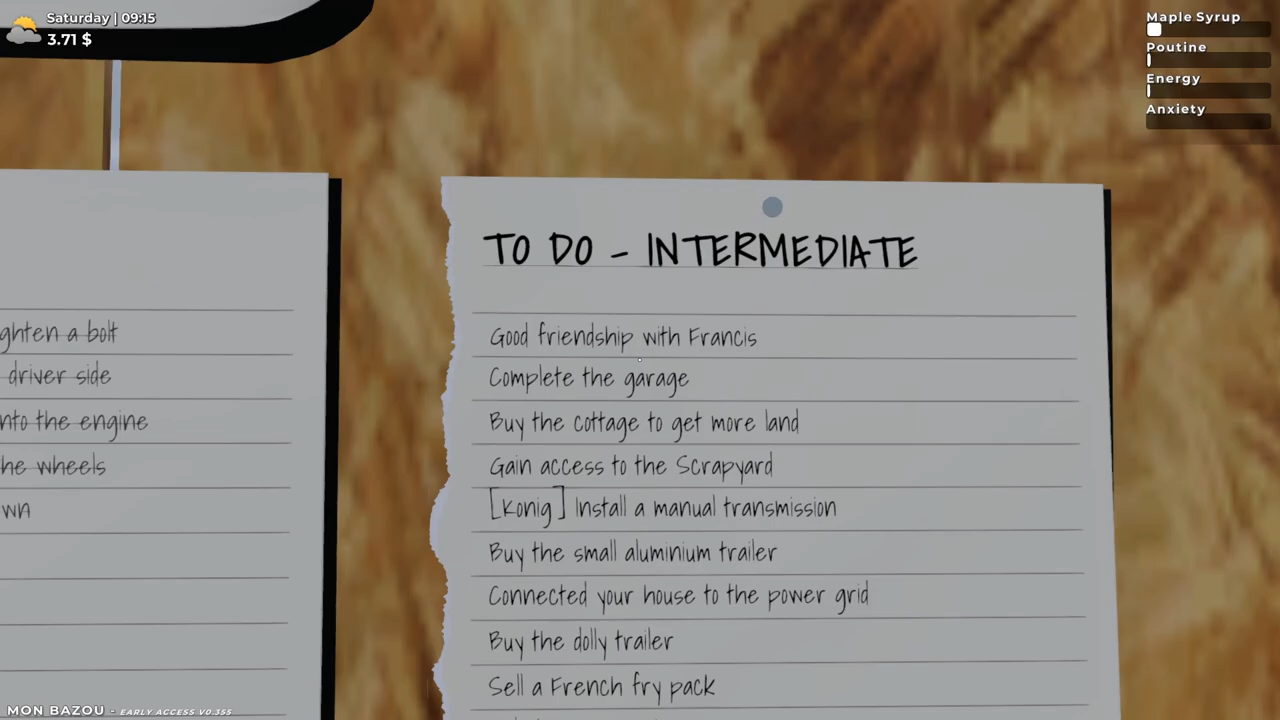 Saturday | 09:15
3.71 $
Maple Syrup
Poutine
Energy
Anxiety
ghten a bolt
driver side
nto the engine
he wheels
wn
TO DO - INTERMEDIATE
Good friendship with Francis
Complete the garage
Buy the cottage to get more land
Gain access to the Scrapyard
[Konig] Install a manual transmission
Buy the small aluminium trailer
Connected your house to the power grid
Buy the dolly trailer
Sell a French fry pack
MON BAZOU - EARLY ACCESS V0.355